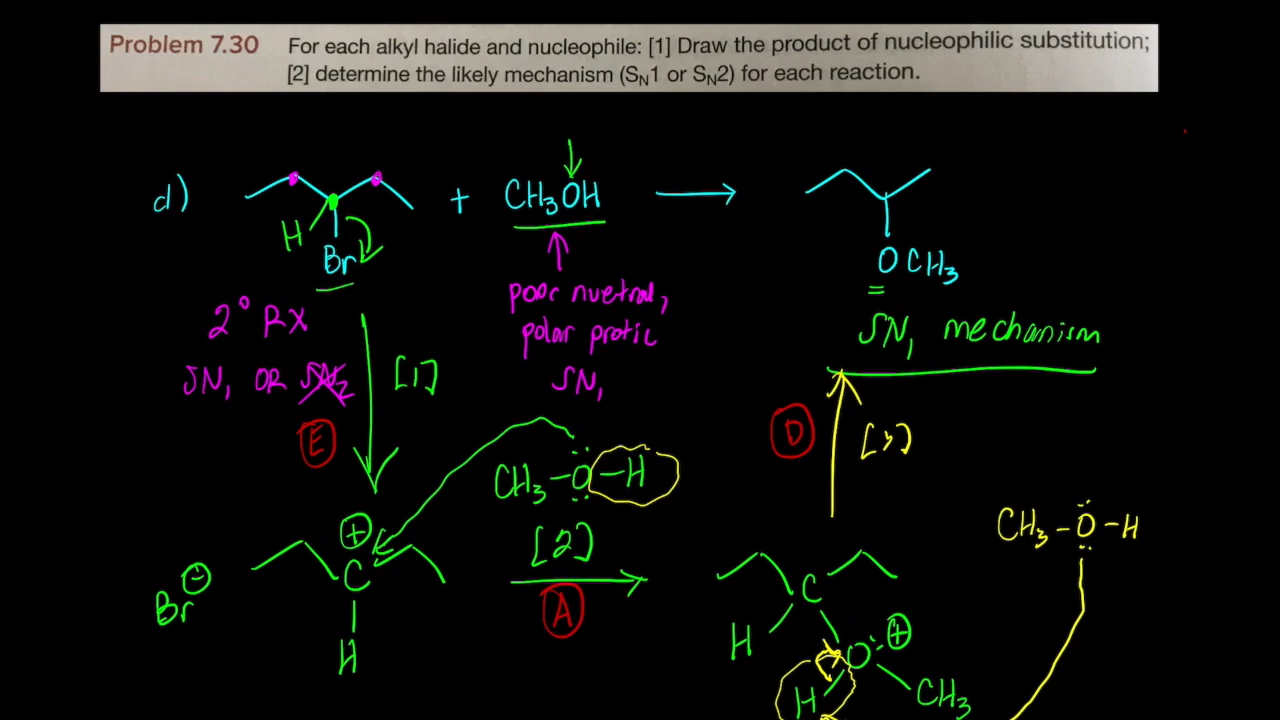 Problem 7.30 For each alkyl halide and nucleophile: [1] Draw the product of nucleophilic substitution;
[2] determine the likely mechanism (SN1 or SN2) for each reaction.
d) H Br + CH3OH OCH3
2° RX
SN1 OR SN2
[1]
poor nuetral,
polar protic
SN1
SN1 mechanism
E
D
[3]
CH3-O-H
[2]
A
CH3-O-H
Br⊖ ⊕ C H
C H O ⊕ H CH3